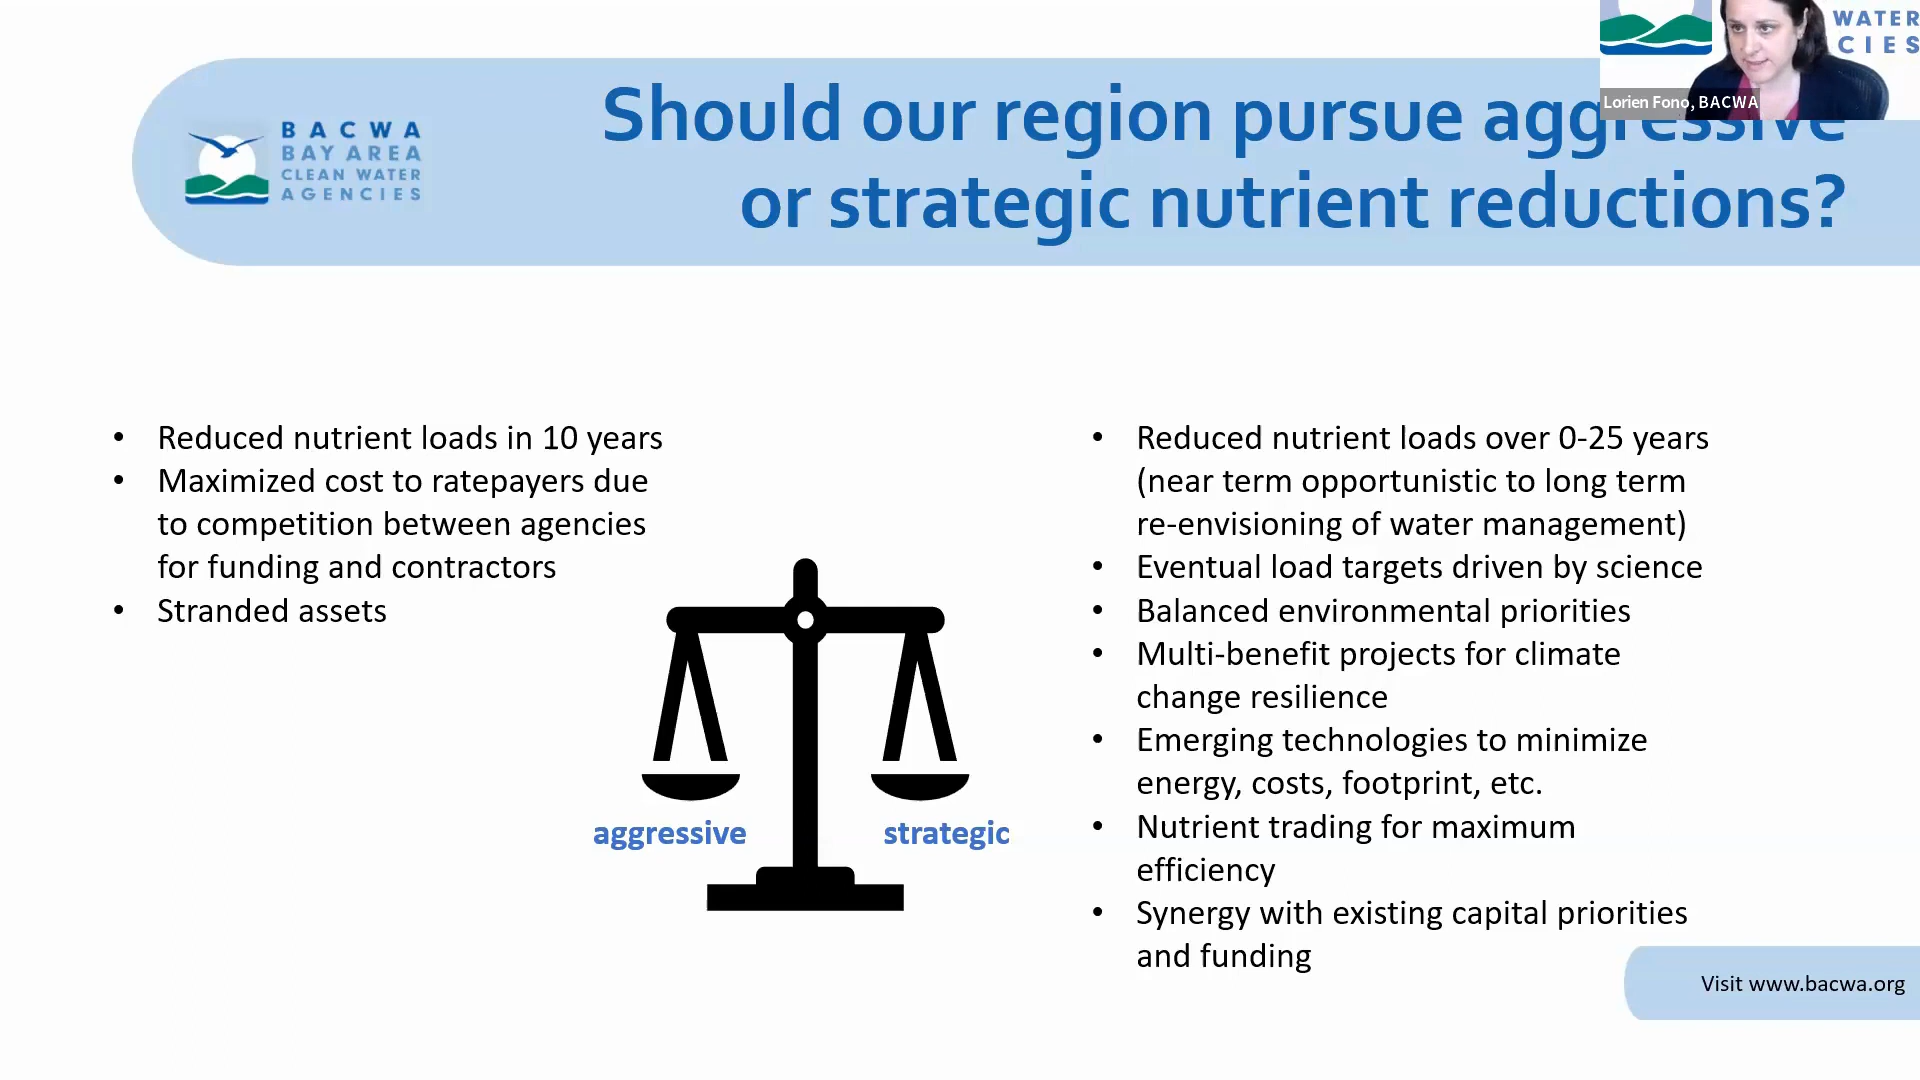 WATER
CIES
Lorien Fono, BACWA
BACWA
BAY AREA
CLEAN WATER
AGENCIES
Should our region pursue aggressive
or strategic nutrient reductions?
• Reduced nutrient loads in 10 years
• Maximized cost to ratepayers due
to competition between agencies
for funding and contractors
• Stranded assets
aggressive
strategic
• Reduced nutrient loads over 0-25 years
(near term opportunistic to long term
re-envisioning of water management)
• Eventual load targets driven by science
• Balanced environmental priorities
• Multi-benefit projects for climate
change resilience
• Emerging technologies to minimize
energy, costs, footprint, etc.
• Nutrient trading for maximum
efficiency
• Synergy with existing capital priorities
and funding
Visit www.bacwa.org